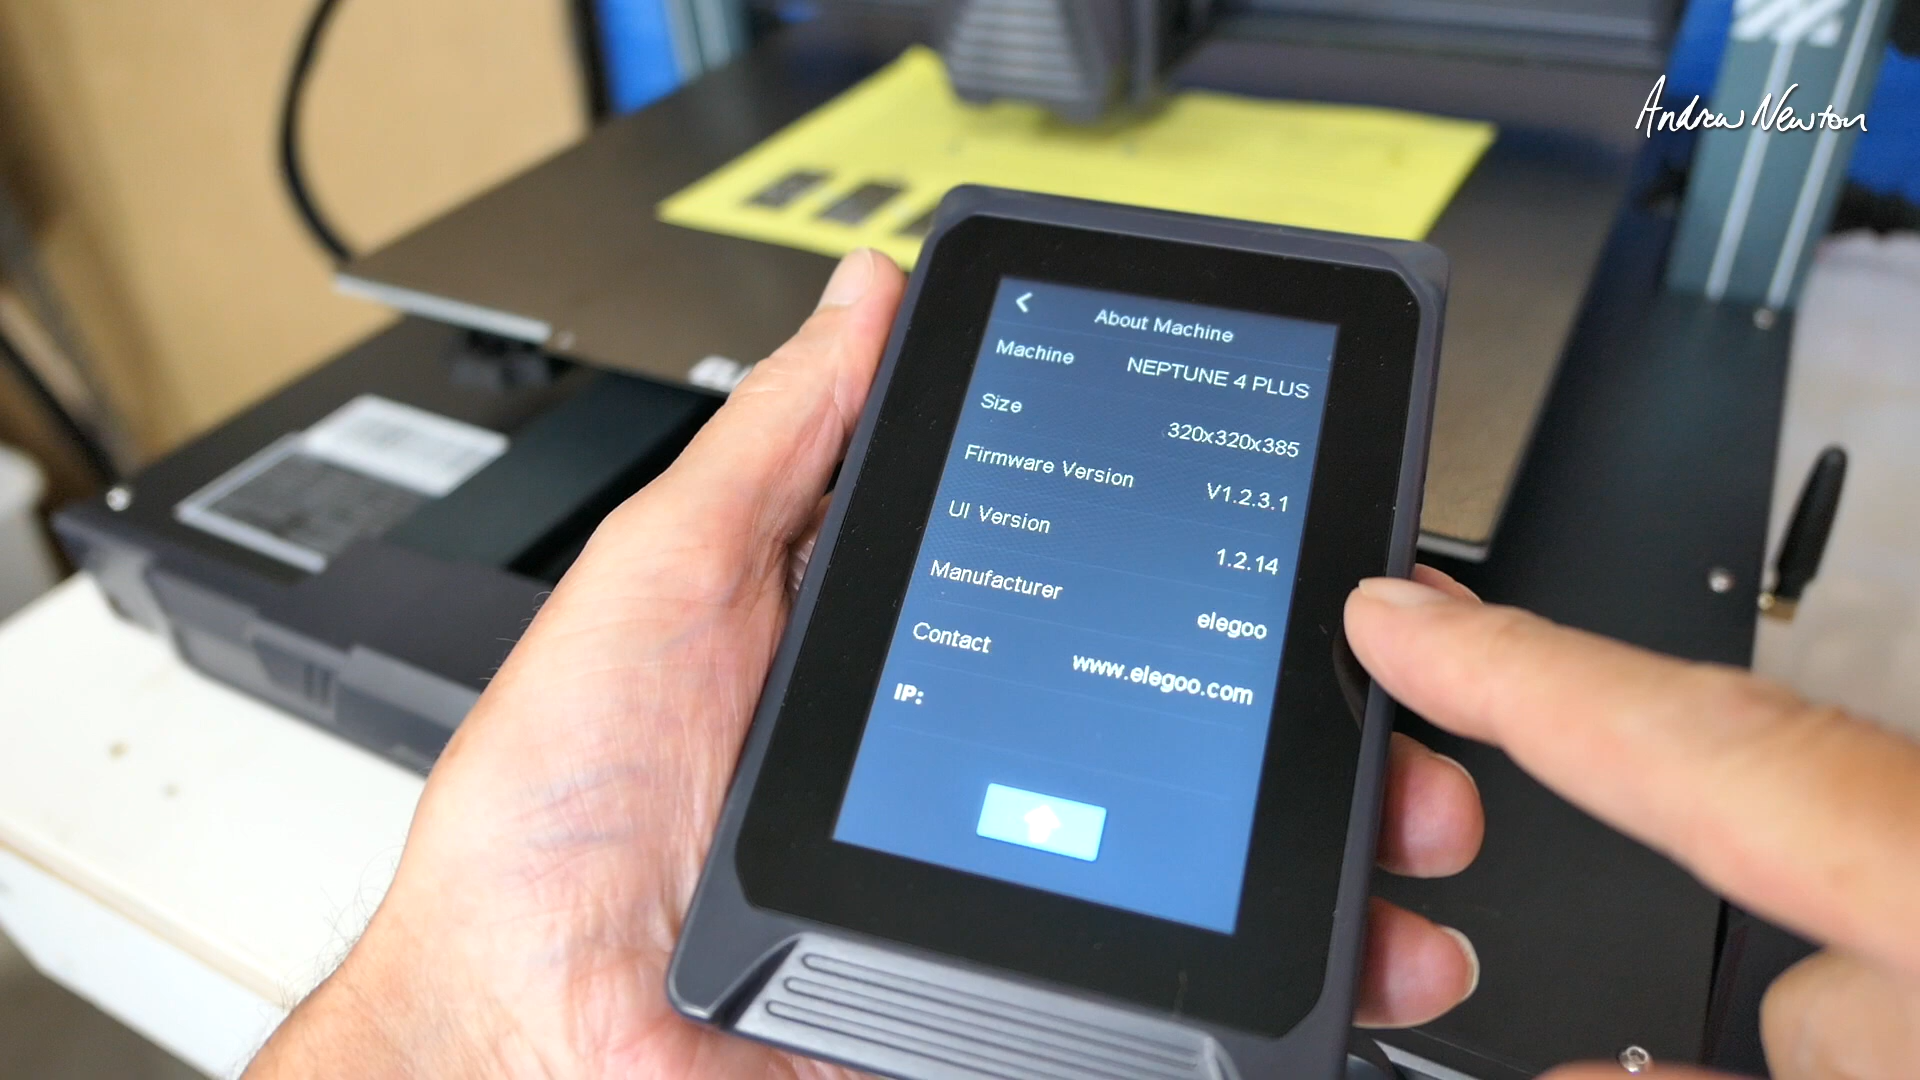 Andrew Newton
About Machine
Machine NEPTUNE 4 PLUS
Size 320x320x385
Firmware Version V1.2.3.1
UI Version 1.2.14
Manufacturer elegoo
Contact www.elegoo.com
IP: